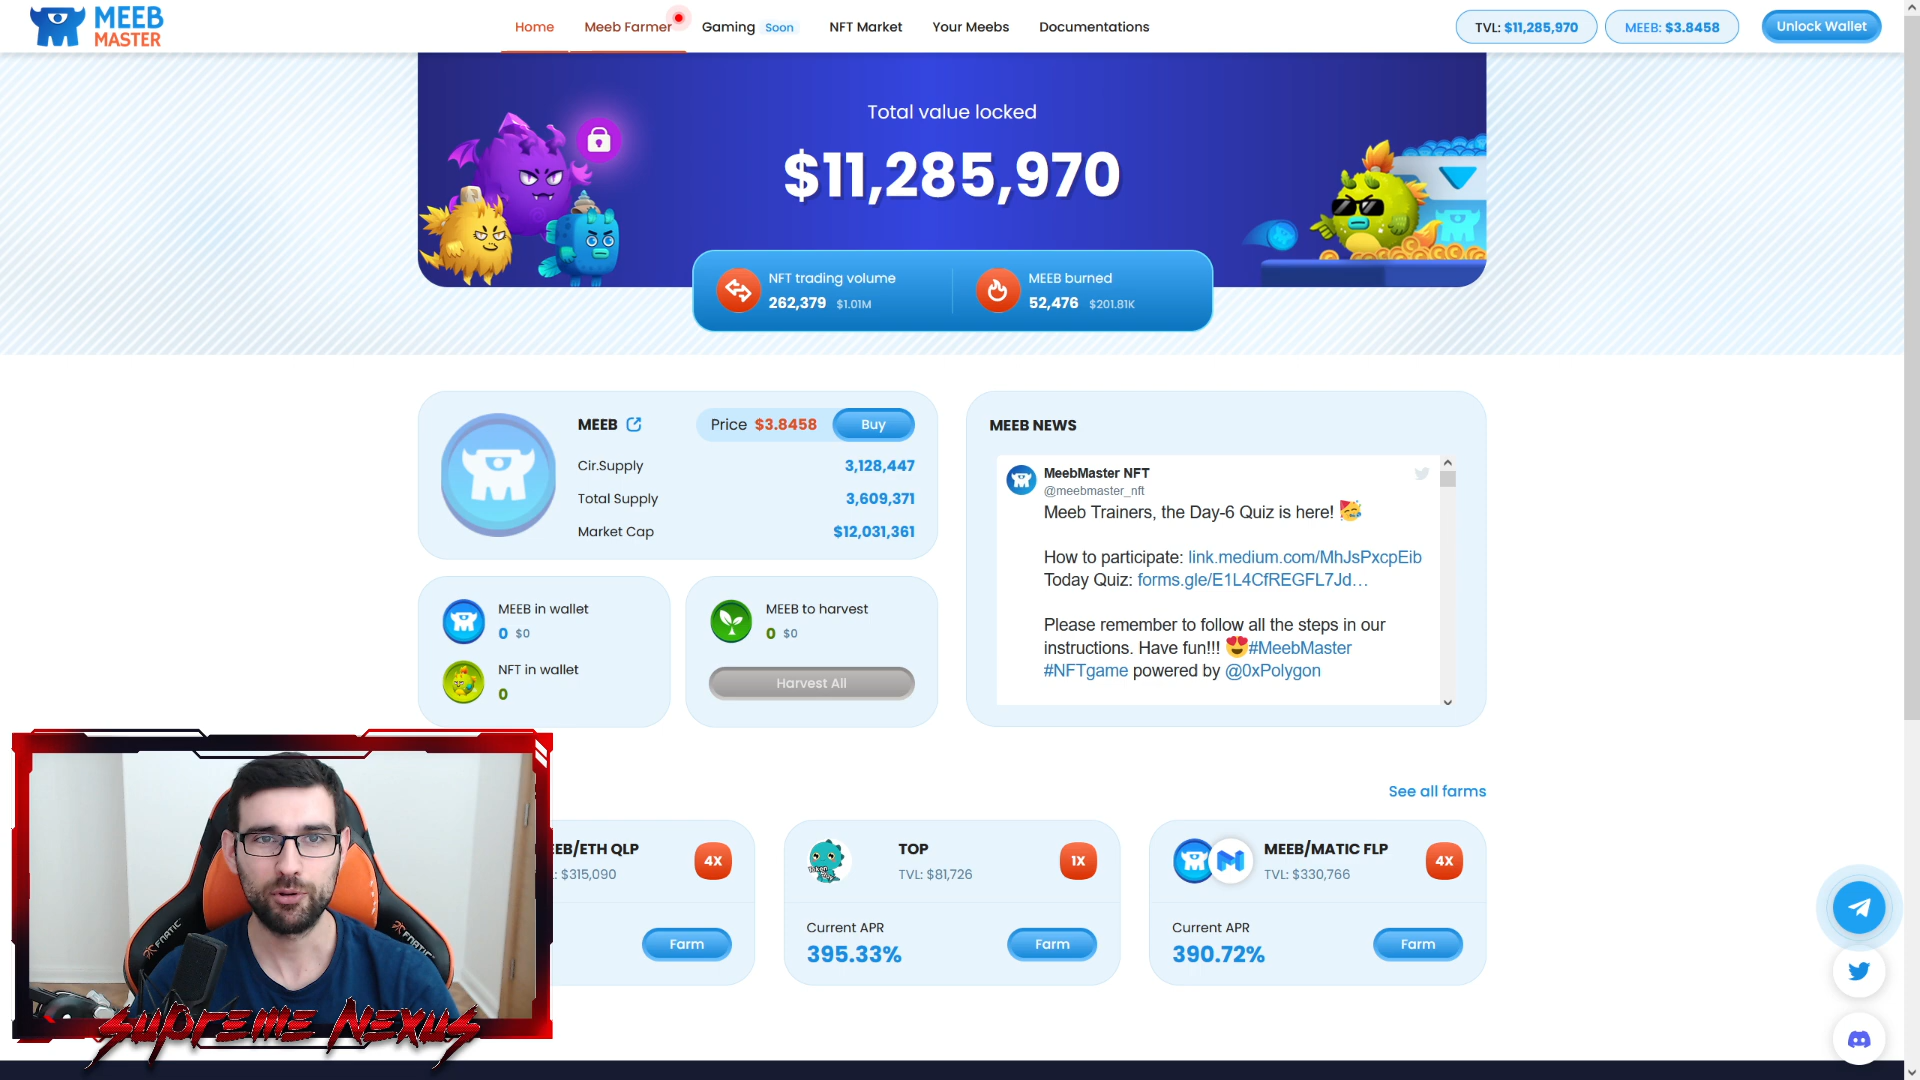 MEEB
MASTER
Home
Meeb Farmer
Gaming Soon
NFT Market
Your Meebs
Documentations
TVL: $11,285,970
MEEB: $3.8458
Unlock Wallet
Total value locked
$11,285,970
NFT trading volume
262,379 $1.01M
MEEB burned
52,476 $201.81K
MEEB
Price $3.8458
Buy
Cir.Supply 3,128,447
Total Supply 3,609,371
Market Cap $12,031,361
MEEB in wallet
0 $0
NFT in wallet
0
MEEB to harvest
0 $0
Harvest All
MEEB NEWS
MeebMaster NFT
@meebmaster_nft
Meeb Trainers, the Day-6 Quiz is here! 🥳
How to participate: link.medium.com/MhJsPxcpEib
Today Quiz: forms.gle/E1L4CfREGFL7Jd…
Please remember to follow all the steps in our
instructions. Have fun!!! 😍#MeebMaster
#NFTgame powered by @0xPolygon
See all farms
EB/ETH QLP
4X
: $315,090
Farm
TOP
1X
TVL: $81,726
Current APR
395.33%
Farm
MEEB/MATIC FLP
4X
TVL: $330,766
Current APR
390.72%
Farm
FNATIC
FNATIC
Supreme Nexus